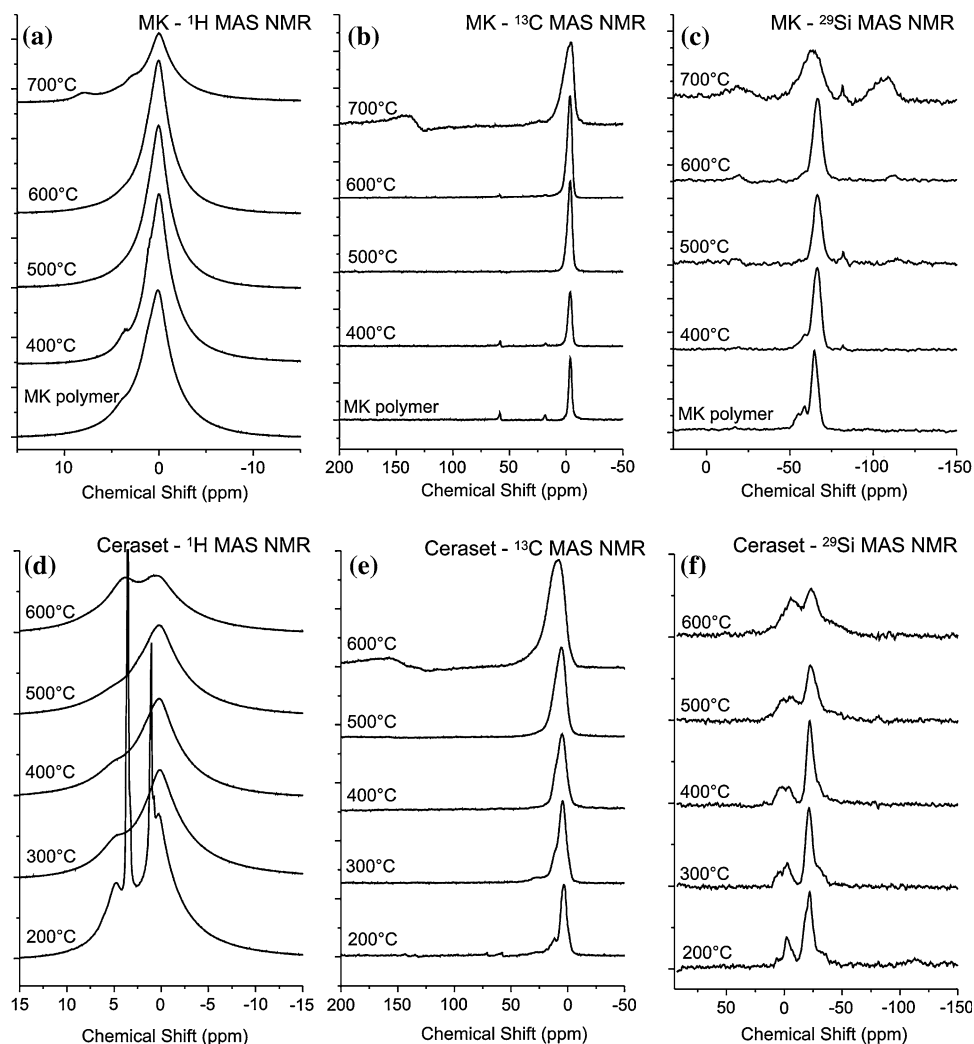 (a) MK - ¹H MAS NMR
700°C
600°C
500°C
400°C
MK polymer
10 0 -10
Chemical Shift (ppm)
(b) MK - ¹³C MAS NMR
700°C
600°C
500°C
400°C
MK polymer
200 150 100 50 0 -50
Chemical Shift (ppm)
(c) MK - ²⁹Si MAS NMR
700°C
600°C
500°C
400°C
MK polymer
0 -50 -100 -150
Chemical Shift (ppm)
(d) Ceraset - ¹H MAS NMR
600°C
500°C
400°C
300°C
200°C
15 10 5 0 -5 -10 -15
Chemical Shift (ppm)
(e) Ceraset - ¹³C MAS NMR
600°C
500°C
400°C
300°C
200°C
200 150 100 50 0 -50
Chemical Shift (ppm)
(f) Ceraset - ²⁹Si MAS NMR
600°C
500°C
400°C
300°C
200°C
50 0 -50 -100 -150
Chemical Shift (ppm)